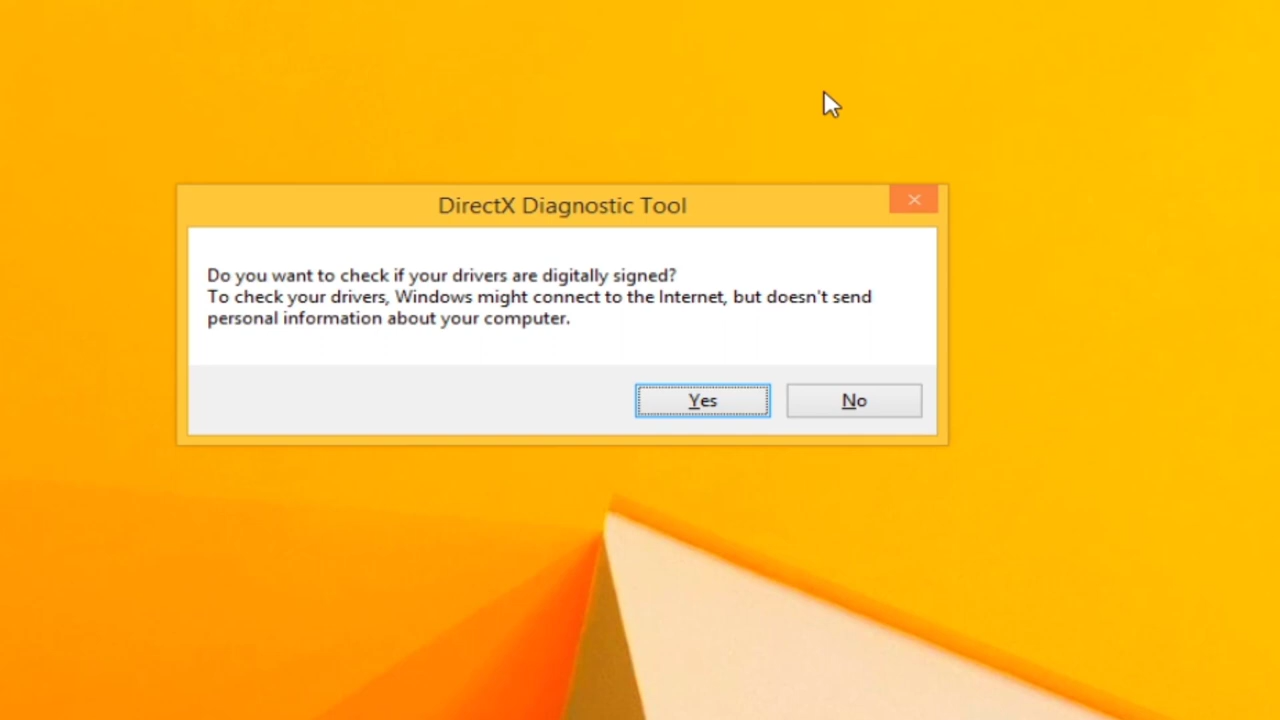 DirectX Diagnostic Tool
Do you want to check if your drivers are digitally signed?
To check your drivers, Windows might connect to the Internet, but doesn't send
personal information about your computer.
Yes No